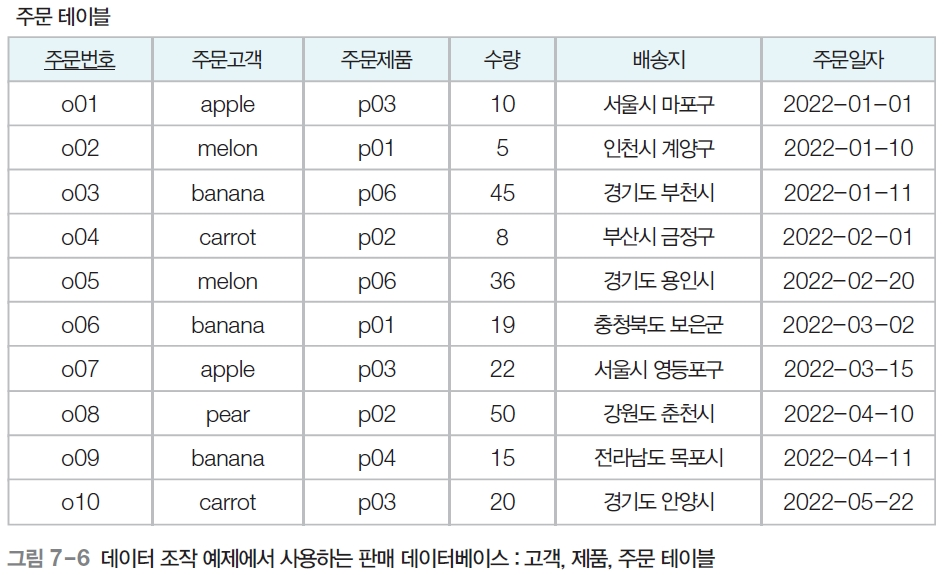 주문 테이블
주문번호 주문고객 주문제품 수량 배송지 주문일자
o01 apple p03 10 서울시 마포구 2022-01-01
o02 melon p01 5 인천시 계양구 2022-01-10
o03 banana p06 45 경기도 부천시 2022-01-11
o04 carrot p02 8 부산시 금정구 2022-02-01
o05 melon p06 36 경기도 용인시 2022-02-20
o06 banana p01 19 충청북도 보은군 2022-03-02
o07 apple p03 22 서울시 영등포구 2022-03-15
o08 pear p02 50 강원도 춘천시 2022-04-10
o09 banana p04 15 전라남도 목포시 2022-04-11
o10 carrot p03 20 경기도 안양시 2022-05-22
그림 7-6 데이터 조작 예제에서 사용하는 판매 데이터베이스 : 고객, 제품, 주문 테이블